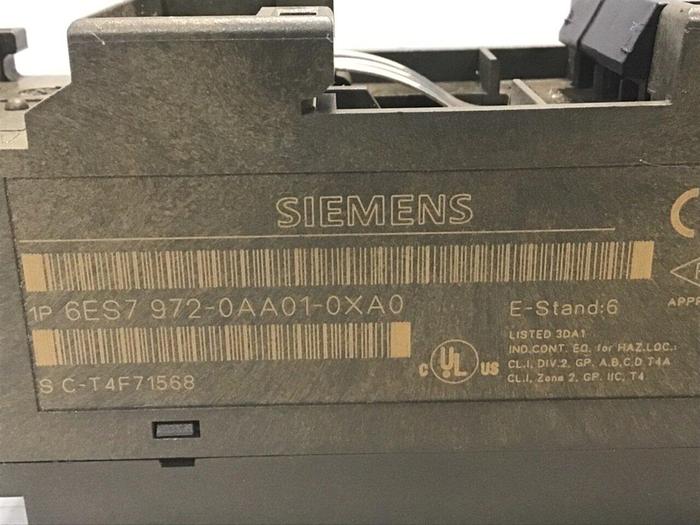 SIEMENS
1P 6ES7 972-0AA01-0XA0
E-Stand:6
S C-T4F71568
LISTED 3DA1
IND.CONT. EQ. for HAZ.LOC.:
CL.I, DIV.2, GP. A,B,C,D T4A
CL.I, Zone 2, GP. IIC, T4
C UL US